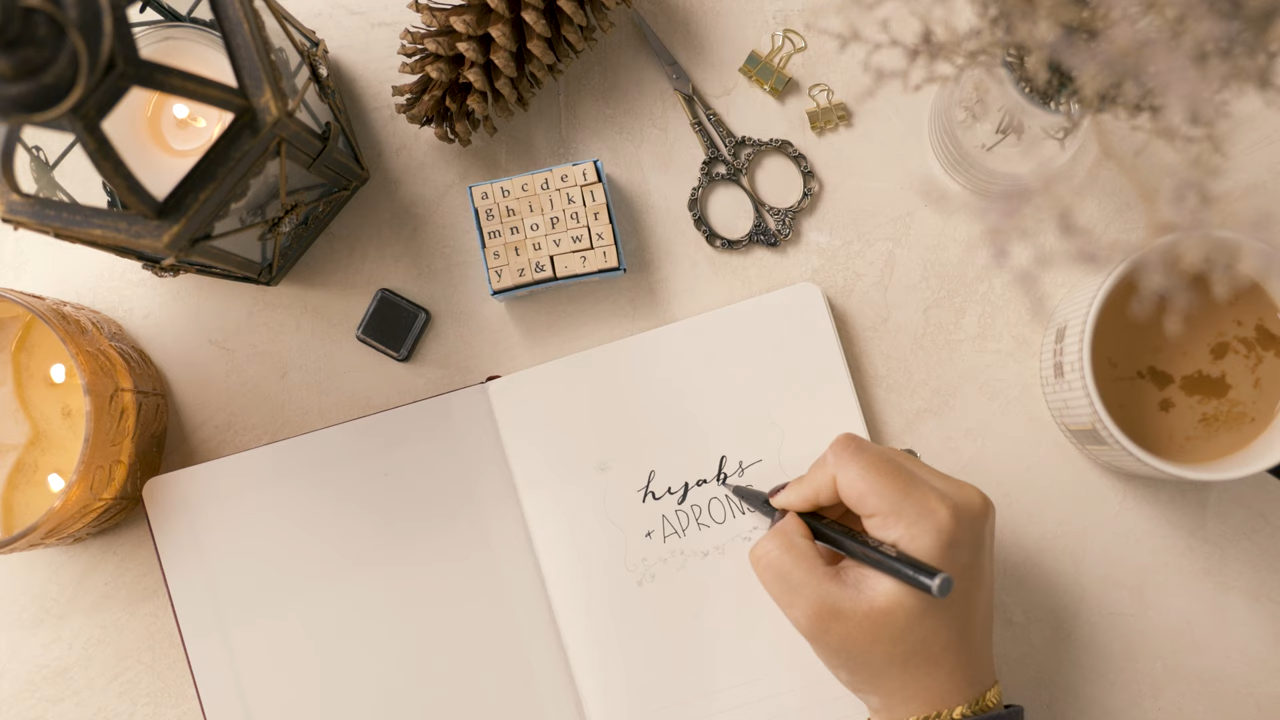 a b c d e f
g h i j k l
m n o p q r
s t u v w x
y z & . ? !
hijabs
+ APRONS